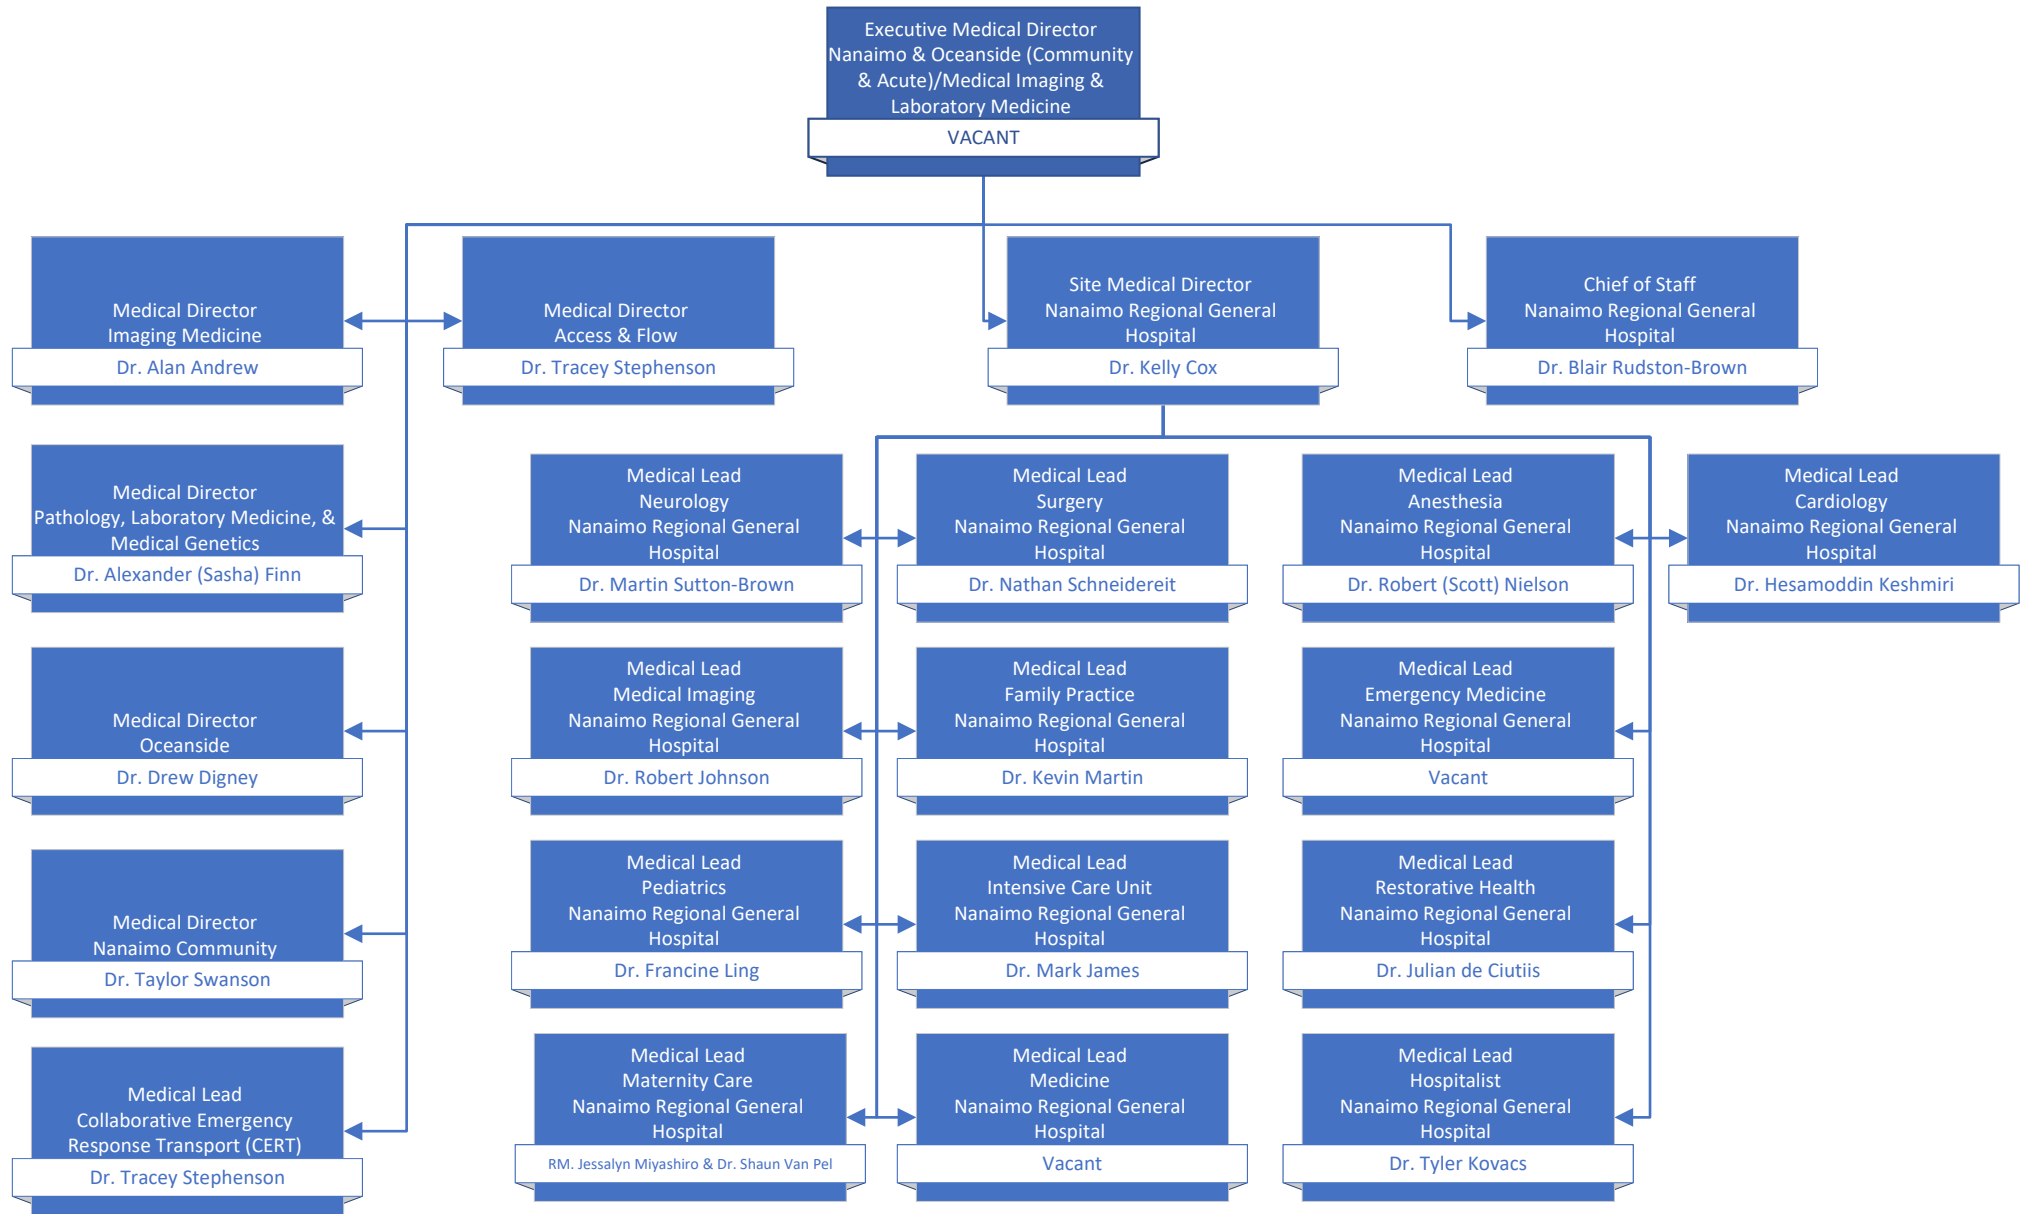 Executive Medical Director
Nanaimo & Oceanside (Community
& Acute)/Medical Imaging &
Laboratory Medicine
VACANT
Medical Director
Imaging Medicine
Dr. Alan Andrew
Medical Director
Access & Flow
Dr. Tracey Stephenson
Site Medical Director
Nanaimo Regional General
Hospital
Dr. Kelly Cox
Chief of Staff
Nanaimo Regional General
Hospital
Dr. Blair Rudston-Brown
Medical Director
Pathology, Laboratory Medicine, &
Medical Genetics
Dr. Alexander (Sasha) Finn
Medical Lead
Neurology
Nanaimo Regional General
Hospital
Dr. Martin Sutton-Brown
Medical Lead
Surgery
Nanaimo Regional General
Hospital
Dr. Nathan Schneidereit
Medical Lead
Anesthesia
Nanaimo Regional General
Hospital
Dr. Robert (Scott) Nielson
Medical Lead
Cardiology
Nanaimo Regional General
Hospital
Dr. Hesamoddin Keshmiri
Medical Director
Oceanside
Dr. Drew Digney
Medical Lead
Medical Imaging
Nanaimo Regional General
Hospital
Dr. Robert Johnson
Medical Lead
Family Practice
Nanaimo Regional General
Hospital
Dr. Kevin Martin
Medical Lead
Emergency Medicine
Nanaimo Regional General
Hospital
Vacant
Medical Director
Nanaimo Community
Dr. Taylor Swanson
Medical Lead
Pediatrics
Nanaimo Regional General
Hospital
Dr. Francine Ling
Medical Lead
Intensive Care Unit
Nanaimo Regional General
Hospital
Dr. Mark James
Medical Lead
Restorative Health
Nanaimo Regional General
Hospital
Dr. Julian de Ciutiis
Medical Lead
Collaborative Emergency
Response Transport (CERT)
Dr. Tracey Stephenson
Medical Lead
Maternity Care
Nanaimo Regional General
Hospital
RM. Jessalyn Miyashiro & Dr. Shaun Van Pel
Medical Lead
Medicine
Nanaimo Regional General
Hospital
Vacant
Medical Lead
Hospitalist
Nanaimo Regional General
Hospital
Dr. Tyler Kovacs